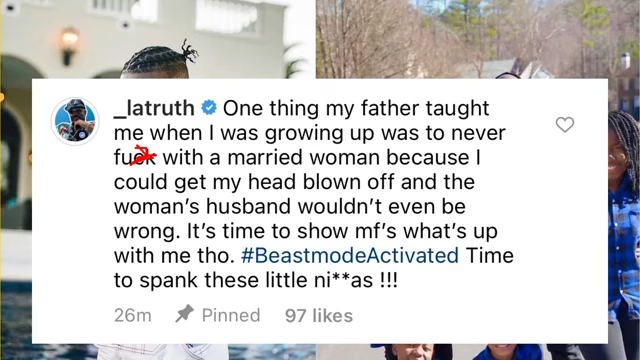 _latruth One thing my father taught
me when I was growing up was to never
fuck with a married woman because I
could get my head blown off and the
woman's husband wouldn't even be
wrong. It's time to show mf's what's up
with me tho. #BeastmodeActivated Time
to spank these little ni**as !!!
26m Pinned 97 likes